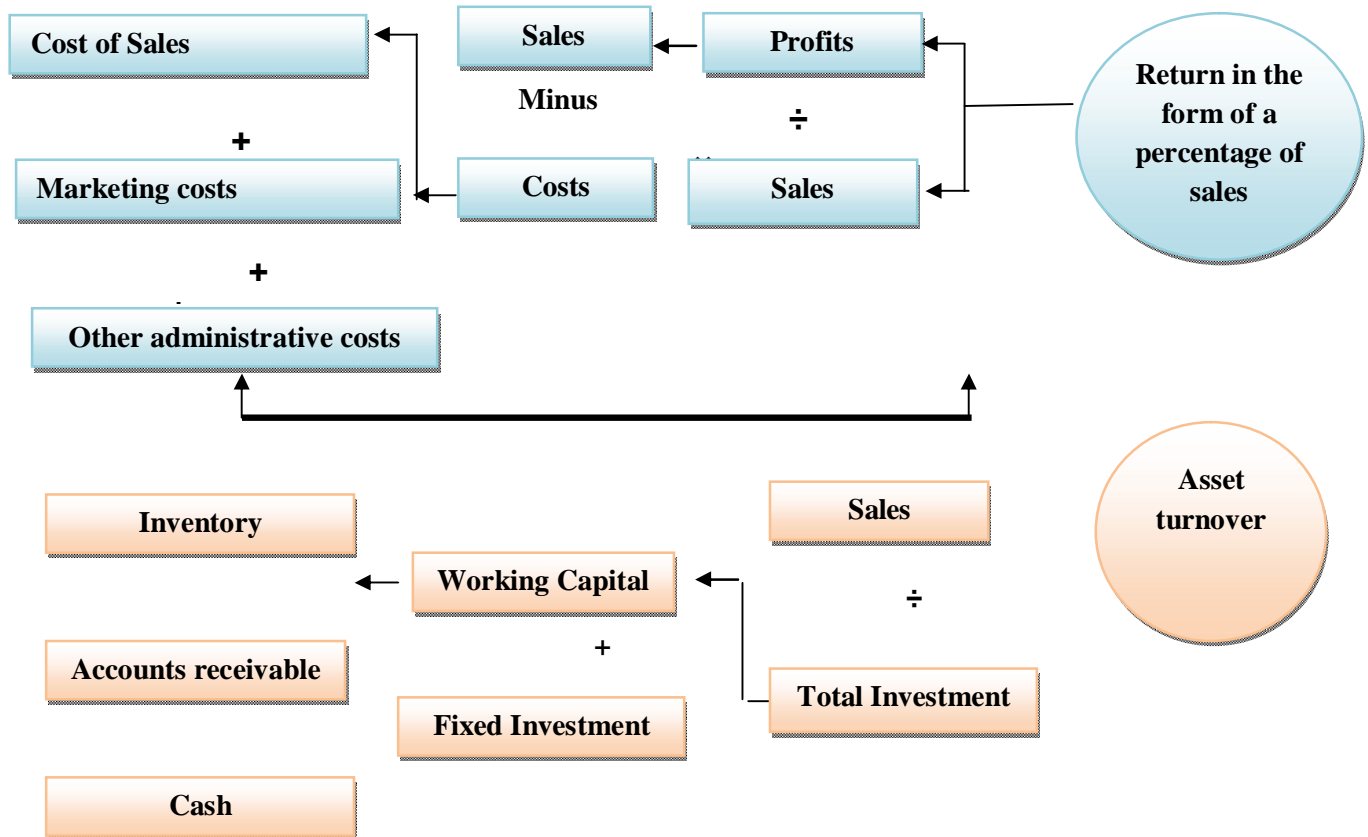 Cost of Sales
Sales
Profits
Return in the
form of a
percentage of
sales
Minus
÷
+
Marketing costs
Costs
Sales
+
Other administrative costs
Inventory
Sales
Asset
turnover
Working Capital
÷
Accounts receivable
+
Total Investment
Fixed Investment
Cash